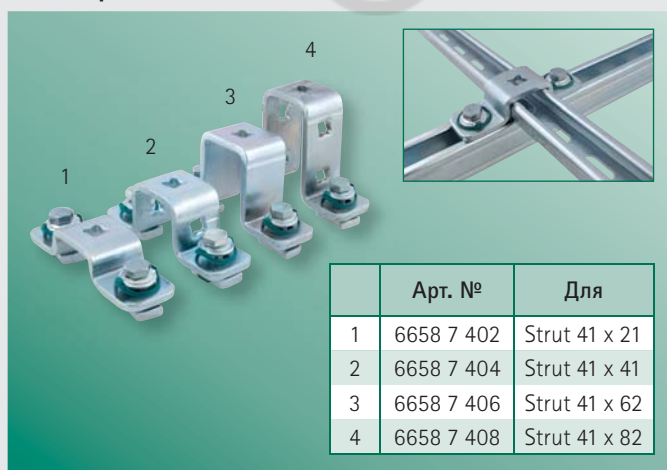 4
3
2
1
Арт. № Для
1 6658 7 402 Strut 41 x 21
2 6658 7 404 Strut 41 x 41
3 6658 7 406 Strut 41 x 62
4 6658 7 408 Strut 41 x 82